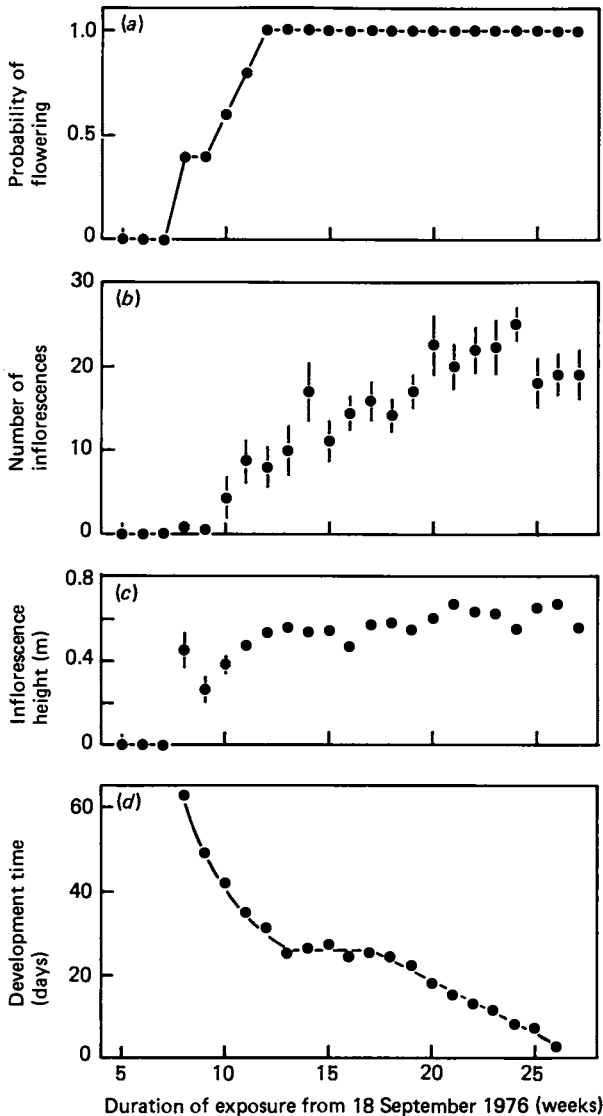 (a)
1.0
0.5
0
Probability of
flowering
(b)
30
20
10
0
Number of
inflorescences
(c)
0.8
0.4
0
Inflorescence
height (m)
(d)
60
40
20
0
Development time
(days)
5 10 15 20 25
Duration of exposure from 18 September 1976 (weeks)